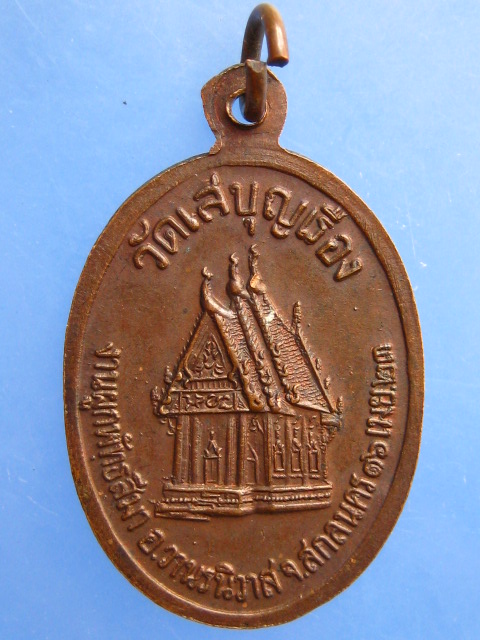 วัดเสบุญเรือง
งานผูกพัทธสีมา อ.วานรนิวาส จ.สกลนคร ๑๖ เมย.๒๓